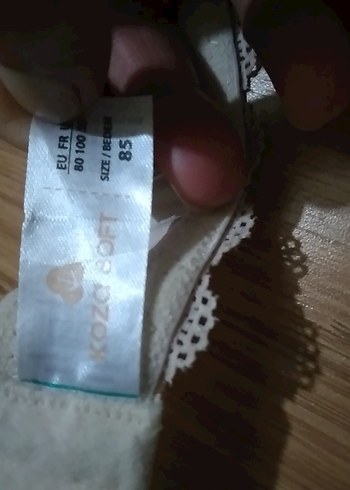 EU FR
80 100
SIZE / BEDEN
85
KOZA SOFT